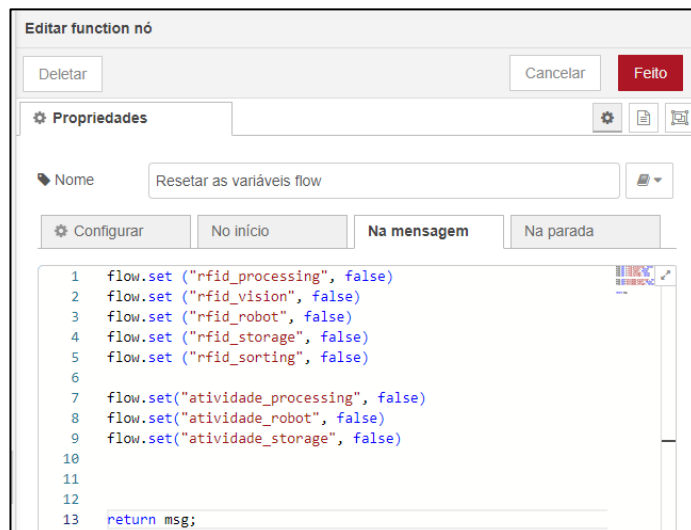 Editar function nó
Deletar
Cancelar
Feito
Propriedades
Nome
Resetar as variáveis flow
Configurar
No início
Na mensagem
Na parada
1 flow.set ("rfid_processing", false)
2 flow.set ("rfid_vision", false)
3 flow.set ("rfid_robot", false)
4 flow.set ("rfid_storage", false)
5 flow.set ("rfid_sorting", false)
6
7 flow.set("atividade_processing", false)
8 flow.set("atividade_robot", false)
9 flow.set("atividade_storage", false)
10
11
12
13 return msg;